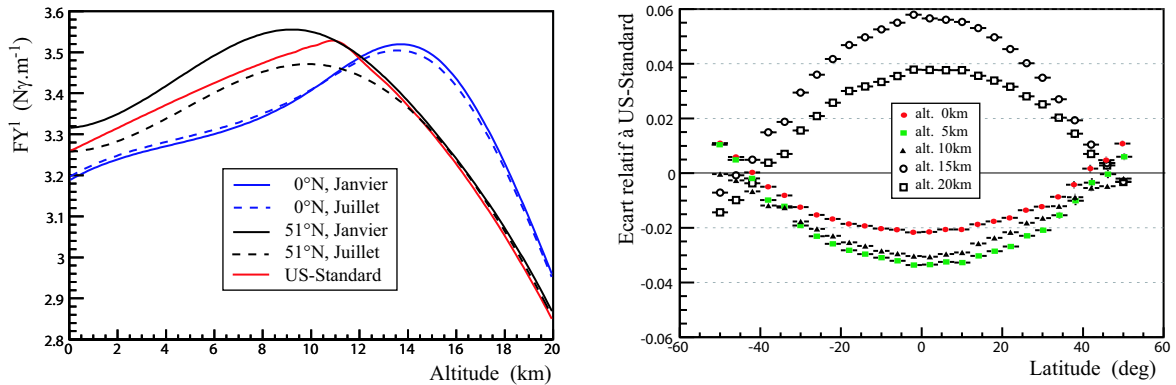 FY¹ (Nγ.m⁻¹)
3.7
3.6
3.5
3.4
3.3
3.2
3.1
3
2.9
2.8
0 2 4 6 8 10 12 14 16 18 20
Altitude (km)
0°N, Janvier
0°N, Juillet
51°N, Janvier
51°N, Juillet
US-Standard
Ecart relatif à US-Standard
0.06
0.04
0.02
0
-0.02
-0.04
-0.06
-60 -40 -20 0 20 40 60
Latitude (deg)
alt. 0km
alt. 5km
alt. 10km
alt. 15km
alt. 20km